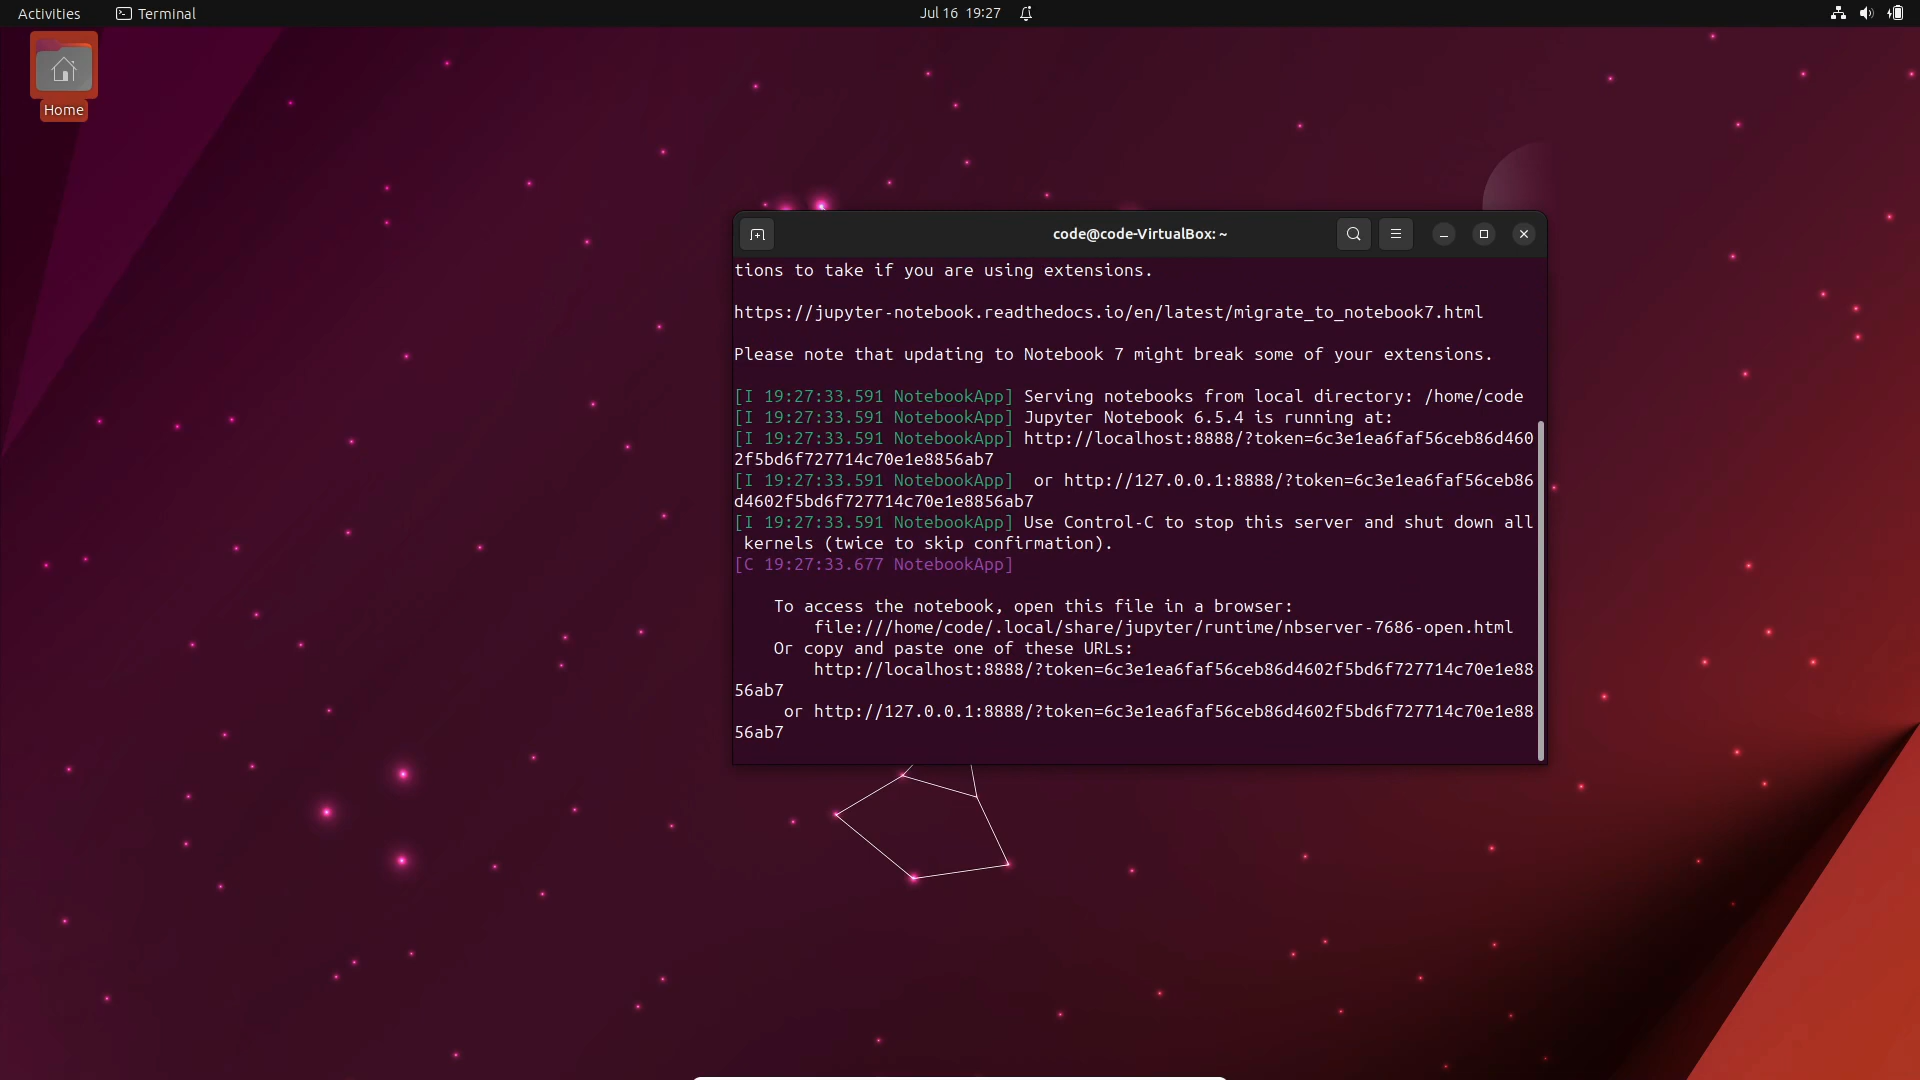 Activities
Terminal
Jul 16 19:27
Home
code@code-VirtualBox: ~
tions to take if you are using extensions.
https://jupyter-notebook.readthedocs.io/en/latest/migrate_to_notebook7.html
Please note that updating to Notebook 7 might break some of your extensions.
[I 19:27:33.591 NotebookApp] Serving notebooks from local directory: /home/code
[I 19:27:33.591 NotebookApp] Jupyter Notebook 6.5.4 is running at:
[I 19:27:33.591 NotebookApp] http://localhost:8888/?token=6c3e1ea6faf56ceb86d460
2f5bd6f727714c70e1e8856ab7
[I 19:27:33.591 NotebookApp]  or http://127.0.0.1:8888/?token=6c3e1ea6faf56ceb86
d4602f5bd6f727714c70e1e8856ab7
[I 19:27:33.591 NotebookApp] Use Control-C to stop this server and shut down all
kernels (twice to skip confirmation).
[C 19:27:33.677 NotebookApp]
To access the notebook, open this file in a browser:
file:///home/code/.local/share/jupyter/runtime/nbserver-7686-open.html
Or copy and paste one of these URLs:
http://localhost:8888/?token=6c3e1ea6faf56ceb86d4602f5bd6f727714c70e1e88
56ab7
or http://127.0.0.1:8888/?token=6c3e1ea6faf56ceb86d4602f5bd6f727714c70e1e88
56ab7